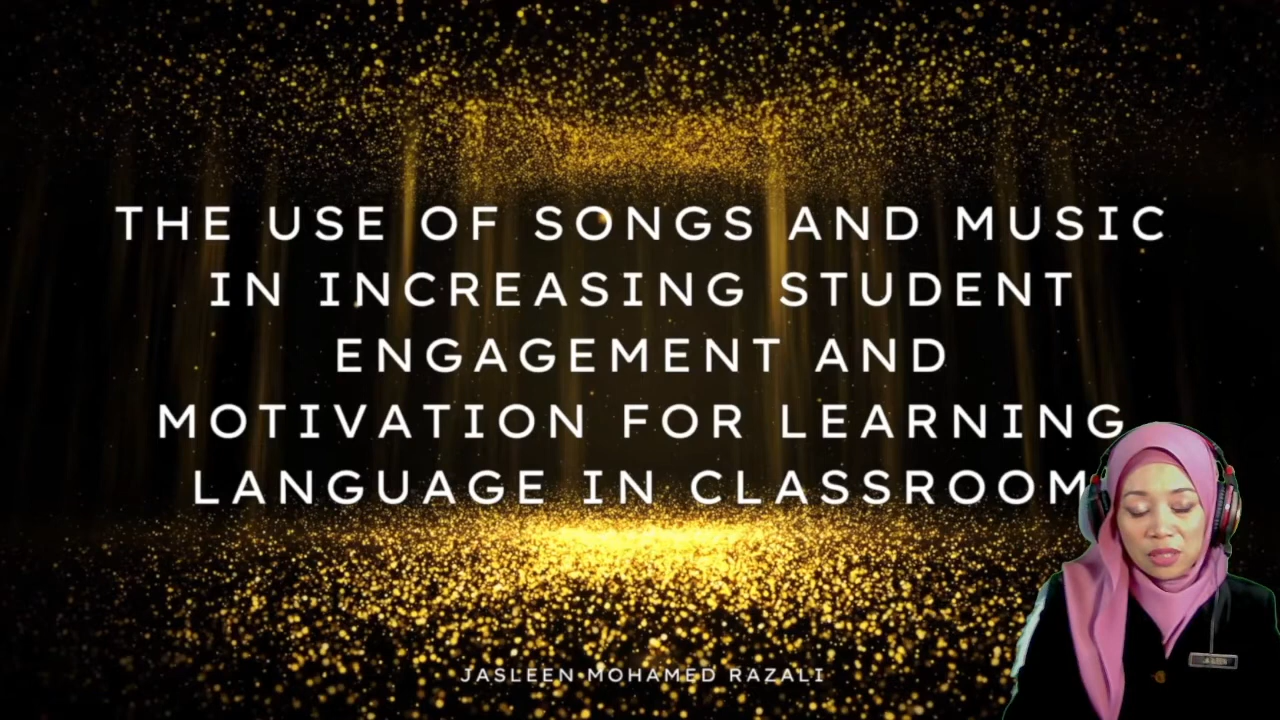 THE USE OF SONGS AND MUSIC
IN INCREASING STUDENT
ENGAGEMENT AND
MOTIVATION FOR LEARNING
LANGUAGE IN CLASSROOM
JASLEEN MOHAMED RAZALI